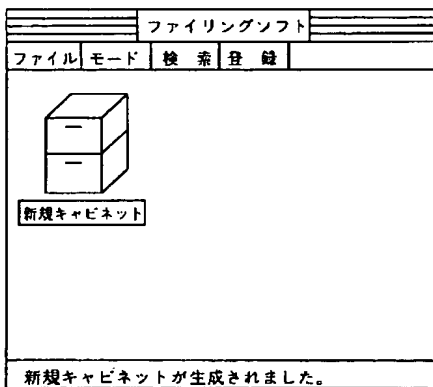 ファイリングソフト
ファイル モード 検索 登録
新規キャビネット
新規キャビネットが生成されました。